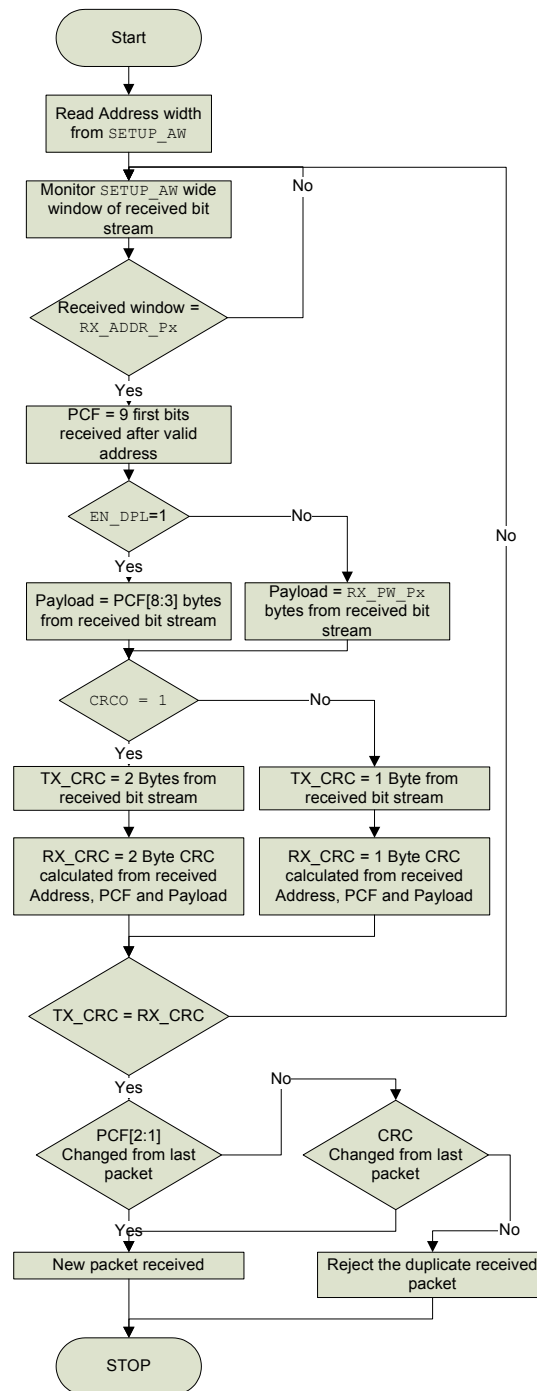 Start
Read Address width
from SETUP_AW
No
Monitor SETUP_AW wide
window of received bit
stream
Received window =
RX_ADDR_Px
Yes
PCF = 9 first bits
received after valid
address
EN_DPL=1
No
No
Yes
Payload = PCF[8:3] bytes
from received bit stream
Payload = RX_PW_Px
bytes from received bit
stream
CRCO = 1
No
Yes
TX_CRC = 2 Bytes from
received bit stream
TX_CRC = 1 Byte from
received bit stream
RX_CRC = 2 Byte CRC
calculated from received
Address, PCF and Payload
RX_CRC = 1 Byte CRC
calculated from received
Address, PCF and Payload
TX_CRC = RX_CRC
Yes
No
PCF[2:1]
Changed from last
packet
CRC
Changed from last
packet
Yes
No
New packet received
Reject the duplicate received
packet
STOP